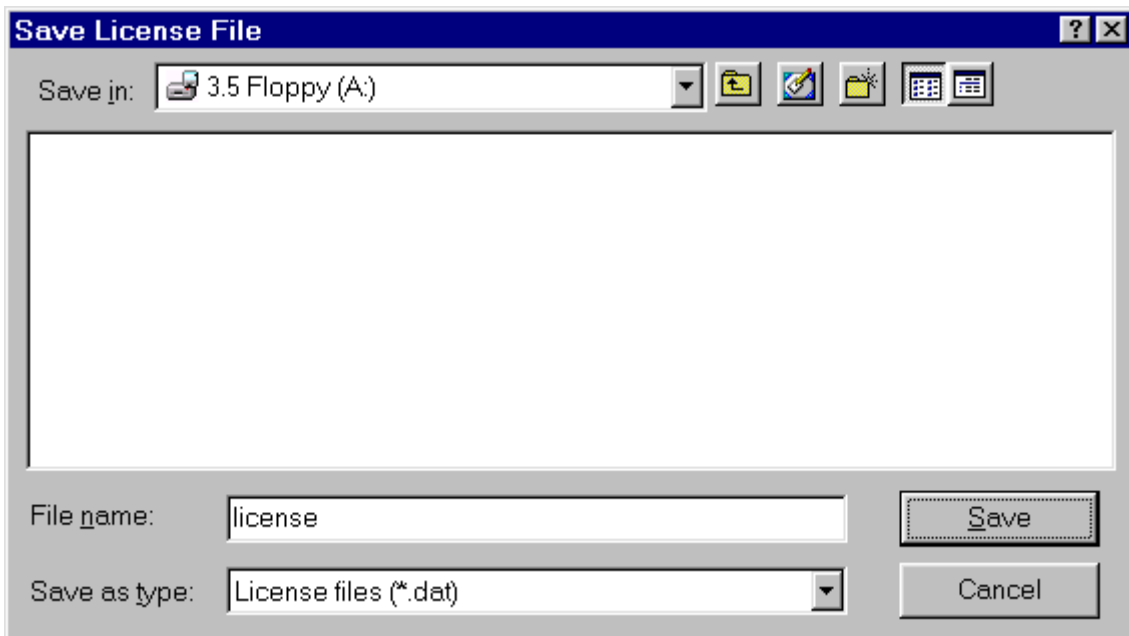 Save License File
Save in: 3.5 Floppy (A:)
File name: license
Save
Save as type: License files (*.dat)
Cancel